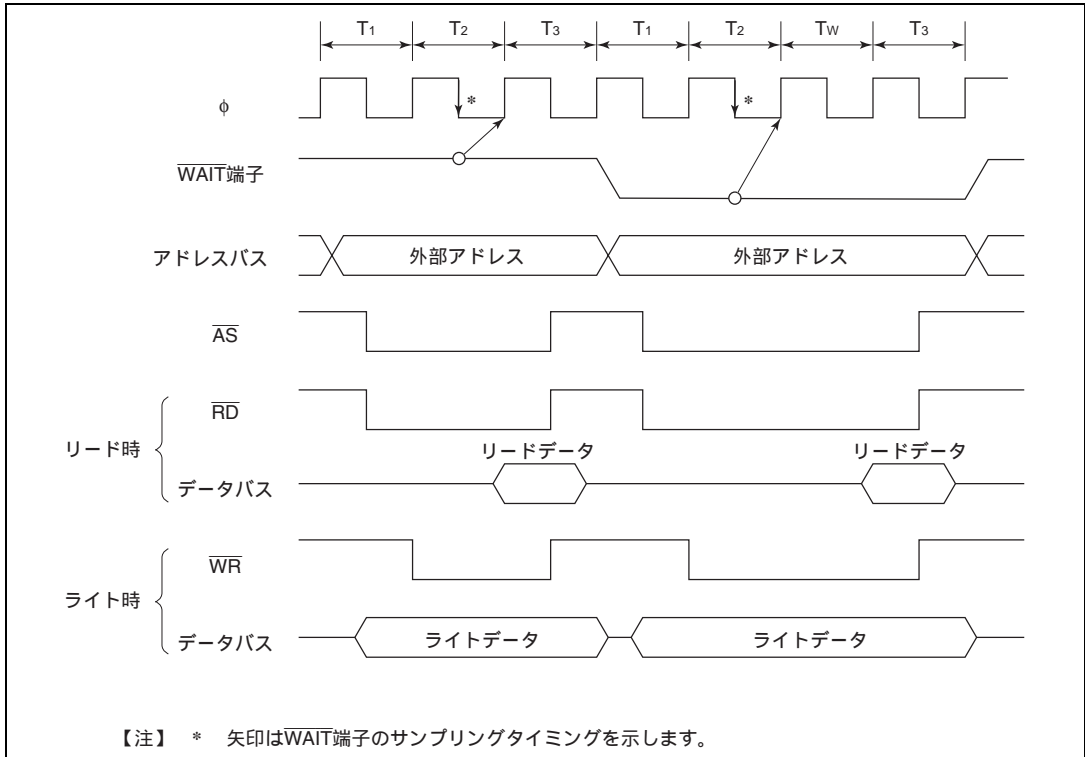 T1 T2 T3 T1 T2 TW T3
φ * *
WAIT端子
アドレスバス 外部アドレス 外部アドレス
AS
RD
リード時
リードデータ リードデータ
データバス
WR
ライト時
データバス ライトデータ ライトデータ
【注】 * 矢印はWAIT端子のサンプリングタイミングを示します。